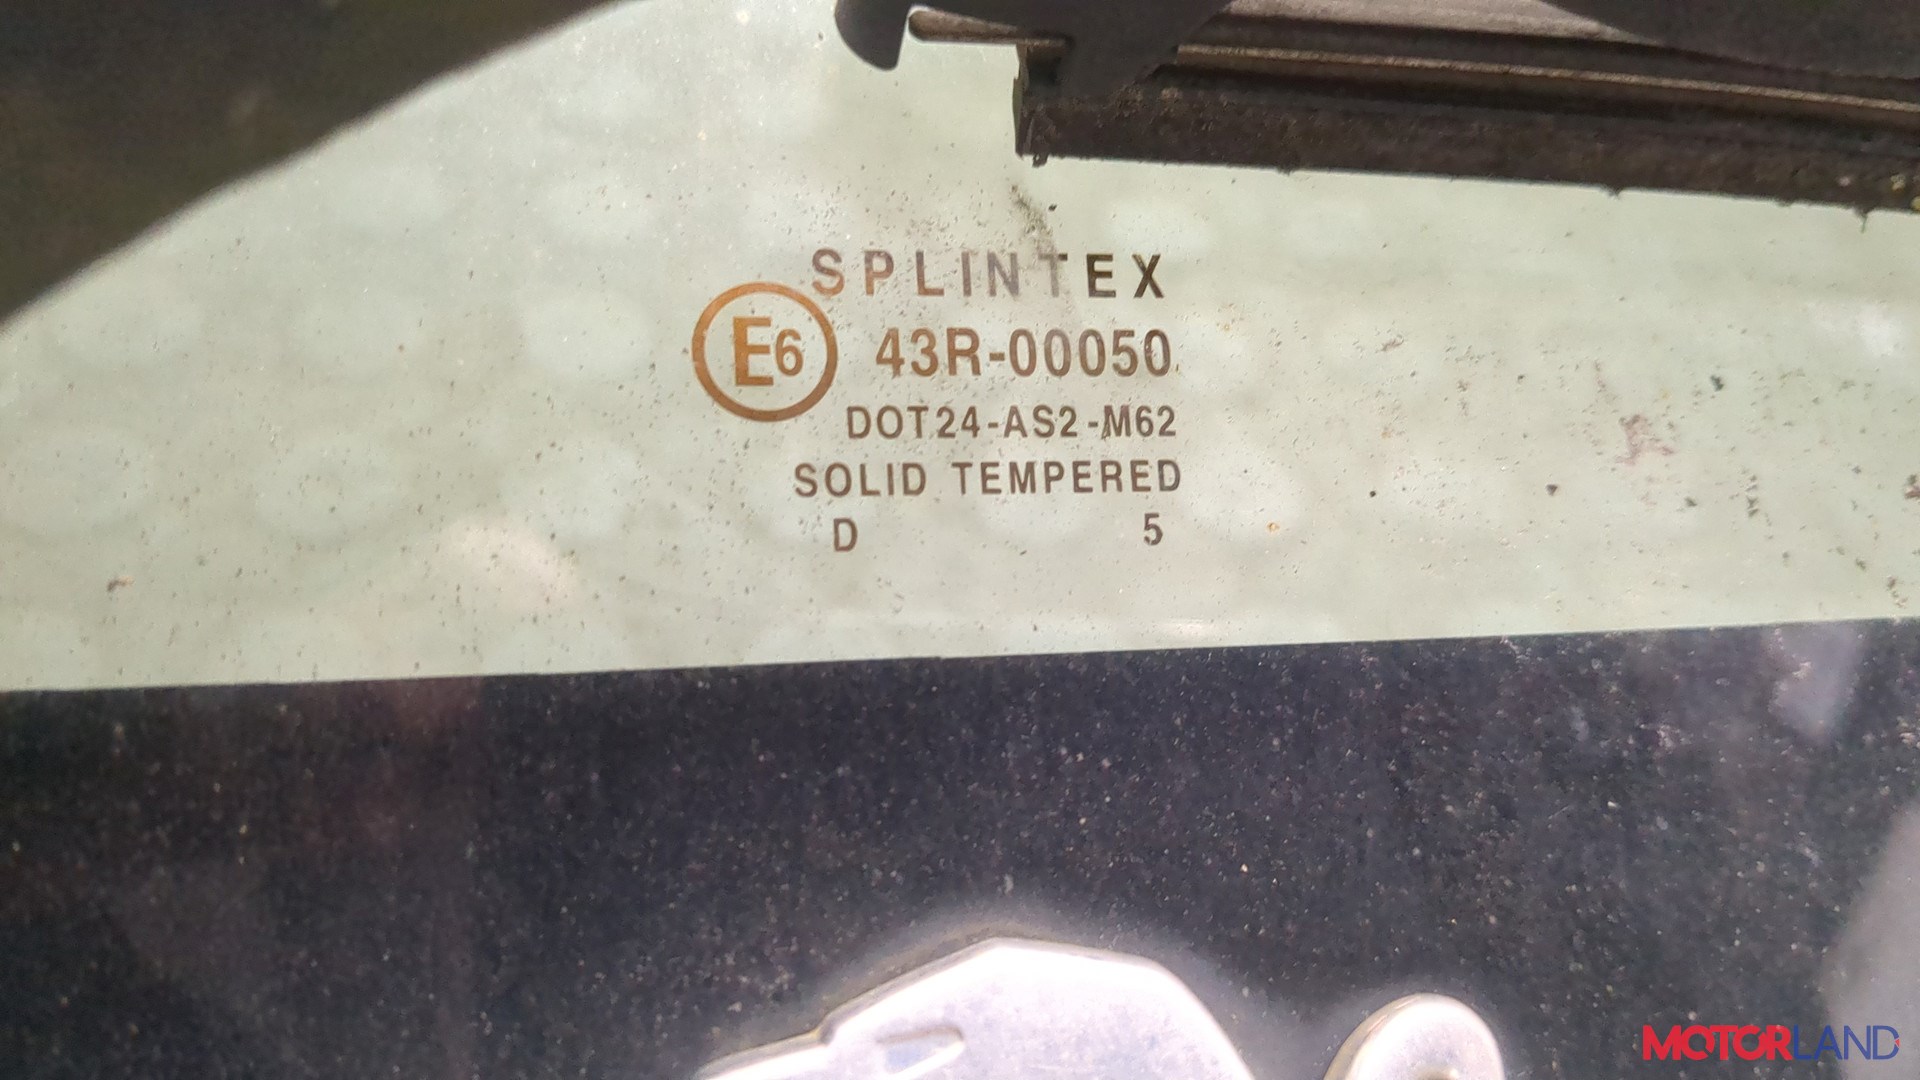 SPLINTEX
E6 43R-00050
DOT24-AS2-M62
SOLID TEMPERED
D 5
MOTORLAND